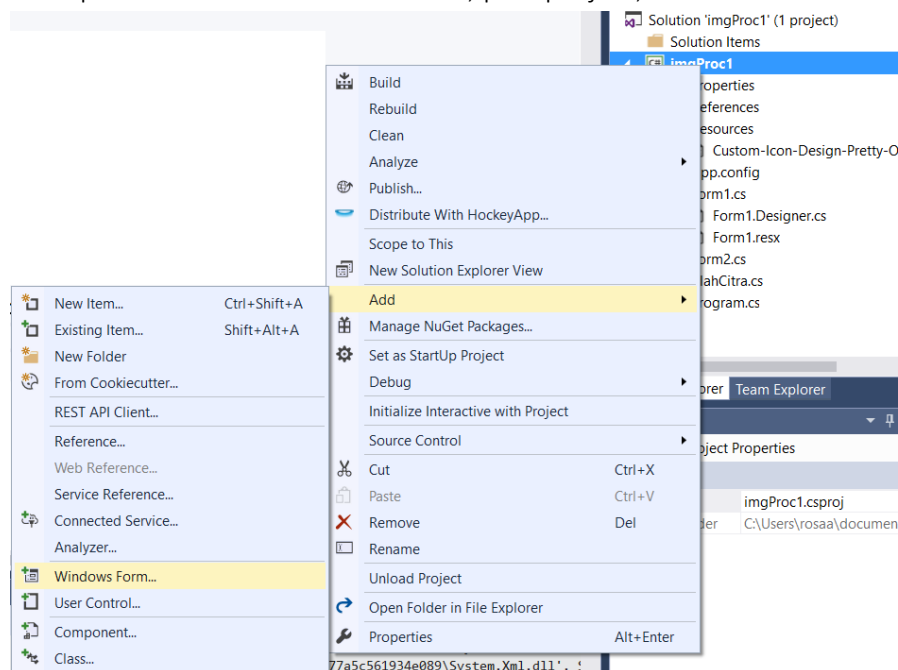 Solution 'imgProc1' (1 project)
Solution Items
imgProc1
Build
Rebuild
Clean
Analyze
Publish...
Distribute With HockeyApp...
Scope to This
New Solution Explorer View
Add
Manage NuGet Packages...
Set as StartUp Project
Debug
Initialize Interactive with Project
Source Control
Cut Ctrl+X
Paste Ctrl+V
Remove Del
Rename
Unload Project
Open Folder in File Explorer
Properties Alt+Enter
New Item... Ctrl+Shift+A
Existing Item... Shift+Alt+A
New Folder
From Cookiecutter...
REST API Client...
Reference...
Web Reference...
Service Reference...
Connected Service...
Analyzer...
Windows Form...
User Control...
Component...
Class...
roperties
eferences
esources
Custom-Icon-Design-Pretty-O
pp.config
orm1.cs
Form1.Designer.cs
Form1.resx
orm2.cs
lahCitra.cs
rogram.cs
orer Team Explorer
oject Properties
imgProc1.csproj
der C:\Users\rosaa\documen
77a5c561934e089\System.Xml.dll'.